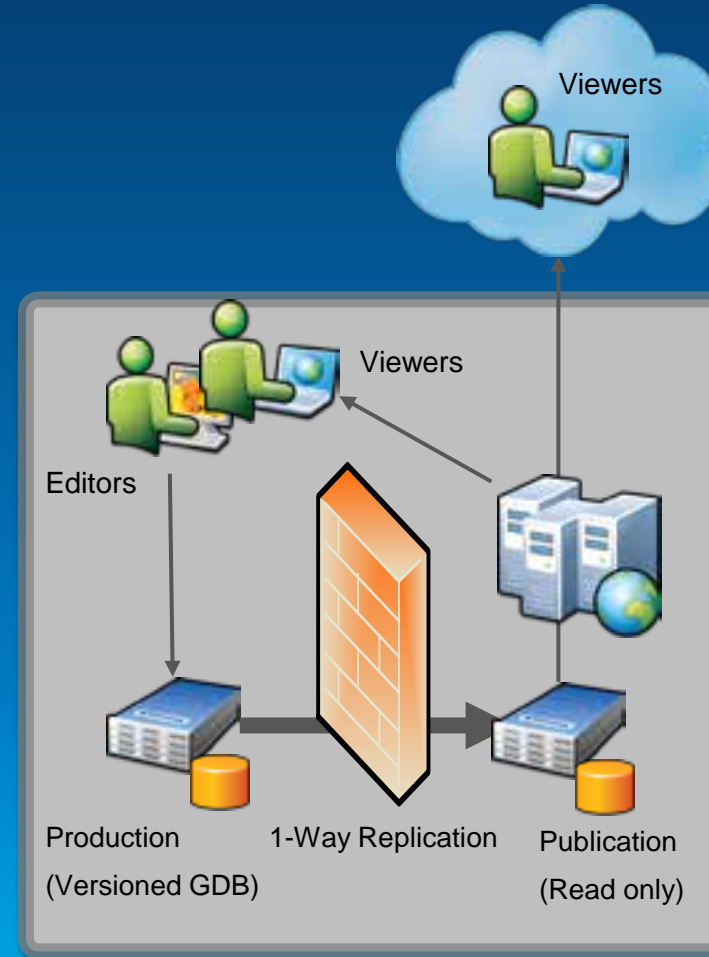 Viewers
Viewers
Editors
Production
(Versioned GDB)
1-Way Replication
Publication
(Read only)